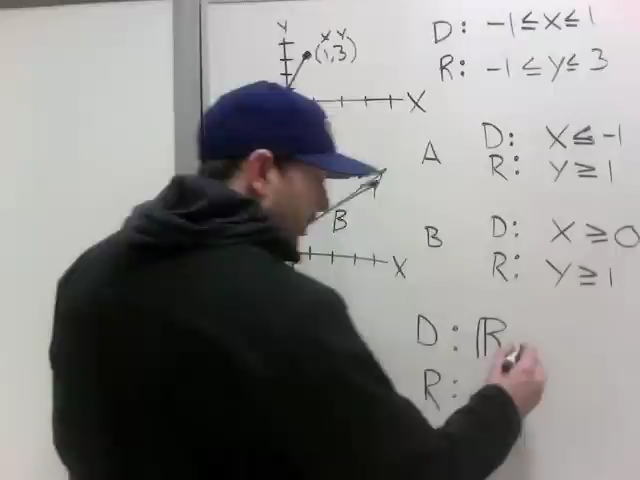 Y
X Y
(1,3)
X
D: -1≤X≤1
R: -1≤Y≤3
A
D: X≤-1
R: Y≥1
B
X
B
D: X≥0
R: Y≥1
D: ℝ
R: